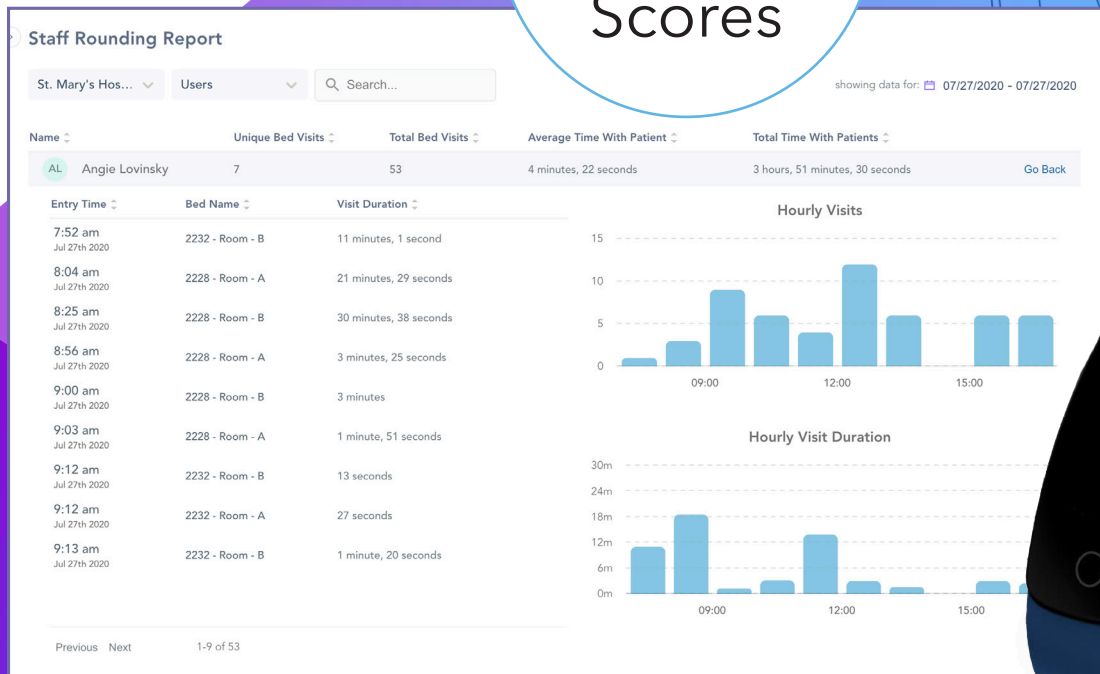 Scores
Staff Rounding Report
St. Mary's Hos...
Users
Search...
showing data for: 07/27/2020 - 07/27/2020
Name Unique Bed Visits Total Bed Visits Average Time With Patient Total Time With Patients
AL Angie Lovinsky 7 53 4 minutes, 22 seconds 3 hours, 51 minutes, 30 seconds Go Back
Entry Time Bed Name Visit Duration
7:52 am
Jul 27th 2020
2232 - Room - B
11 minutes, 1 second
8:04 am
Jul 27th 2020
2228 - Room - A
21 minutes, 29 seconds
8:25 am
Jul 27th 2020
2228 - Room - B
30 minutes, 38 seconds
8:56 am
Jul 27th 2020
2228 - Room - A
3 minutes, 25 seconds
9:00 am
Jul 27th 2020
2228 - Room - B
3 minutes
9:03 am
Jul 27th 2020
2228 - Room - A
1 minute, 51 seconds
9:12 am
Jul 27th 2020
2232 - Room - B
13 seconds
9:12 am
Jul 27th 2020
2232 - Room - A
27 seconds
9:13 am
Jul 27th 2020
2232 - Room - B
1 minute, 20 seconds
Previous Next 1-9 of 53
Hourly Visits
15
10
5
0
09:00 12:00 15:00
Hourly Visit Duration
30m
24m
18m
12m
6m
0m
09:00 12:00 15:00